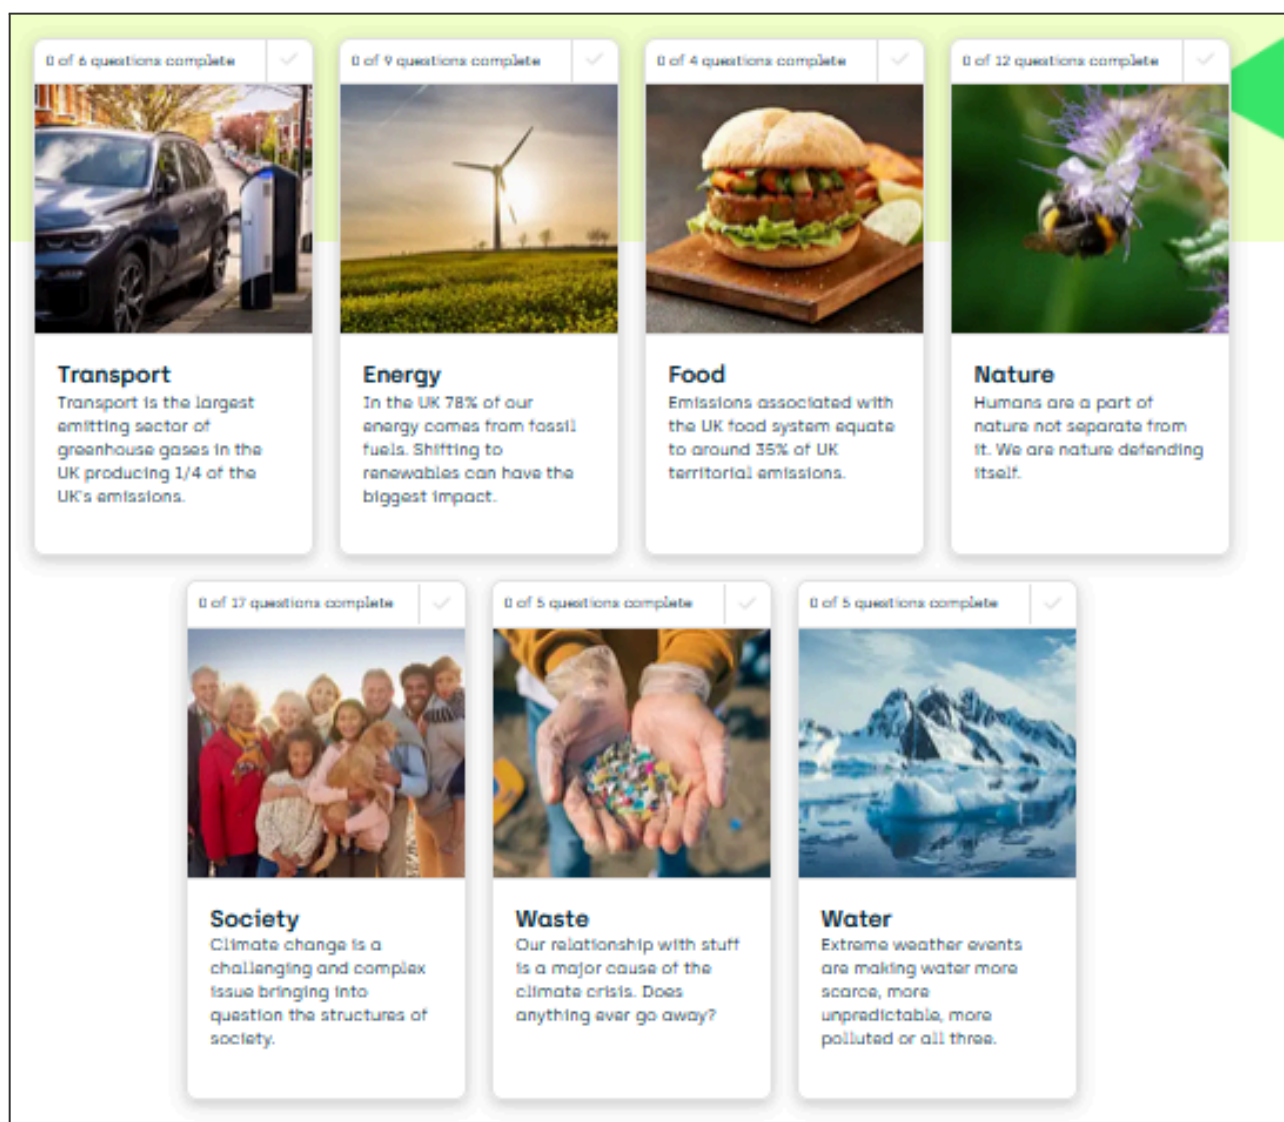 0 of 6 questions complete
0 of 9 questions complete
0 of 4 questions complete
0 of 12 questions complete
Transport
Transport is the largest
emitting sector of
greenhouse gases in the
UK producing 1/4 of the
UK's emissions.
Energy
In the UK 78% of our
energy comes from fossil
fuels. Shifting to
renewables can have the
biggest impact.
Food
Emissions associated with
the UK food system equate
to around 35% of UK
territorial emissions.
Nature
Humans are a part of
nature not separate from
it. We are nature defending
itself.
0 of 17 questions complete
0 of 5 questions complete
0 of 5 questions complete
Society
Climate change is a
challenging and complex
issue bringing into
question the structures of
society.
Waste
Our relationship with stuff
is a major cause of the
climate crisis. Does
anything ever go away?
Water
Extreme weather events
are making water more
scarce, more
unpredictable, more
polluted or all three.